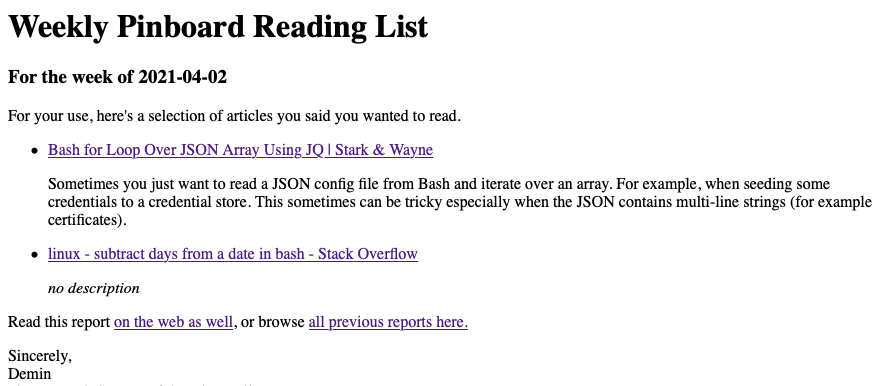 Weekly Pinboard Reading List
For the week of 2021-04-02
For your use, here's a selection of articles you said you wanted to read.
Bash for Loop Over JSON Array Using JQ | Stark & Wayne
Sometimes you just want to read a JSON config file from Bash and iterate over an array. For example, when seeding some
credentials to a credential store. This sometimes can be tricky especially when the JSON contains multi-line strings (for example
certificates).
linux - subtract days from a date in bash - Stack Overflow
no description
Read this report on the web as well, or browse all previous reports here.
Sincerely,
Demin